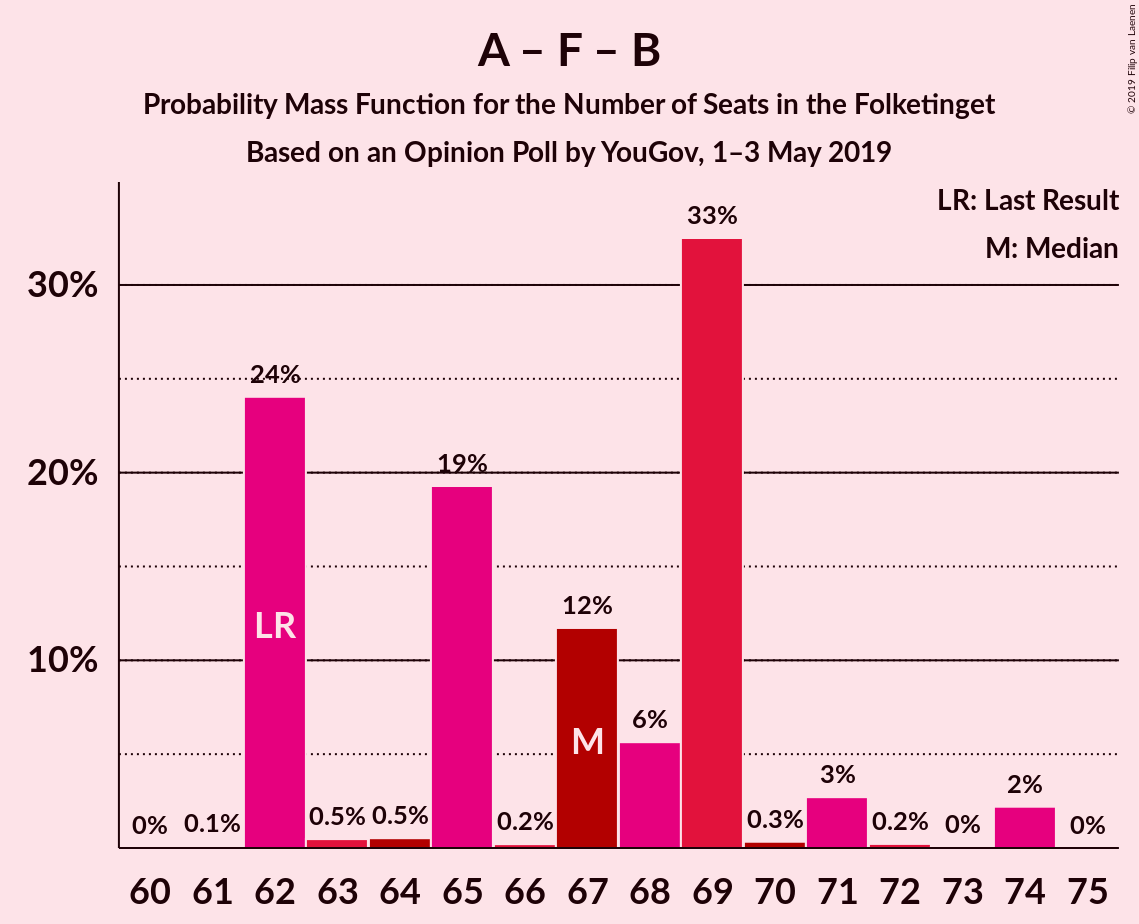 A – F – B
Probability Mass Function for the Number of Seats in the Folketinget
Based on an Opinion Poll by YouGov, 1–3 May 2019
© 2019 Filip van Laenen
LR: Last Result
M: Median
33%
30%
24%
20%
19%
12%
LR
10%
6%
M
3%
2%
0% 0.1% 0.5% 0.5% 0.2% 0.3% 0.2% 0% 0%
60 61 62 63 64 65 66 67 68 69 70 71 72 73 74 75